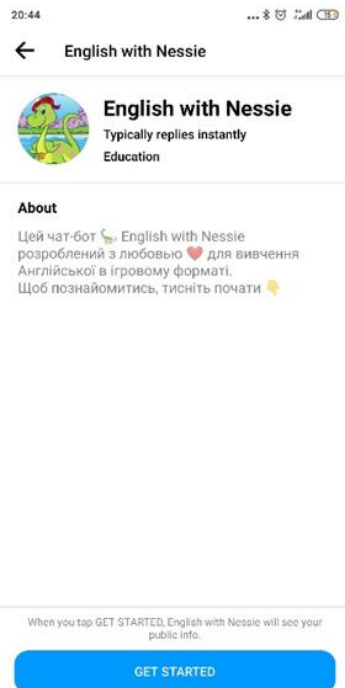 20:44
English with Nessie
English with Nessie
Typically replies instantly
Education
About
Цей чат-бот 🦕 English with Nessie
розроблений з любовью ❤️ для вивчення
Англійської в ігровому форматі.
Щоб познайомитись, тисніть почати 👇
When you tap GET STARTED, English with Nessie will see your
public info.
GET STARTED